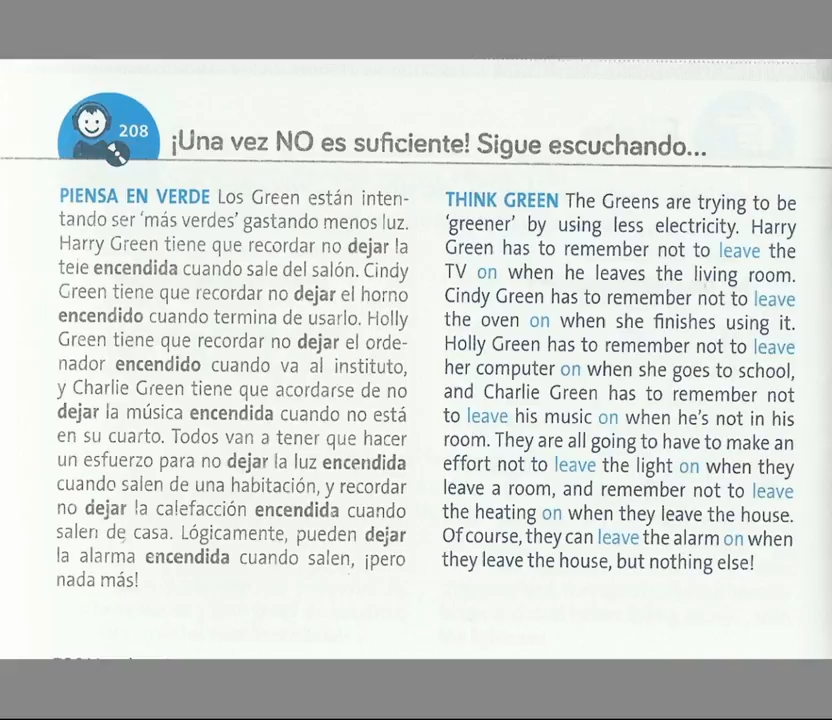 208
¡Una vez NO es suficiente! Sigue escuchando...
PIENSA EN VERDE Los Green están inten-
tando ser ‘más verdes’ gastando menos luz.
Harry Green tiene que recordar no dejar la
tele encendida cuando sale del salón. Cindy
Green tiene que recordar no dejar el horno
encendido cuando termina de usarlo. Holly
Green tiene que recordar no dejar el orde-
nador encendido cuando va al instituto,
y Charlie Green tiene que acordarse de no
dejar la música encendida cuando no está
en su cuarto. Todos van a tener que hacer
un esfuerzo para no dejar la luz encendida
cuando salen de una habitación, y recordar
no dejar la calefacción encendida cuando
salen de casa. Lógicamente, pueden dejar
la alarma encendida cuando salen, ¡pero
nada más!
THINK GREEN The Greens are trying to be
‘greener’ by using less electricity. Harry
Green has to remember not to leave the
TV on when he leaves the living room.
Cindy Green has to remember not to leave
the oven on when she finishes using it.
Holly Green has to remember not to leave
her computer on when she goes to school,
and Charlie Green has to remember not
to leave his music on when he’s not in his
room. They are all going to have to make an
effort not to leave the light on when they
leave a room, and remember not to leave
the heating on when they leave the house.
Of course, they can leave the alarm on when
they leave the house, but nothing else!